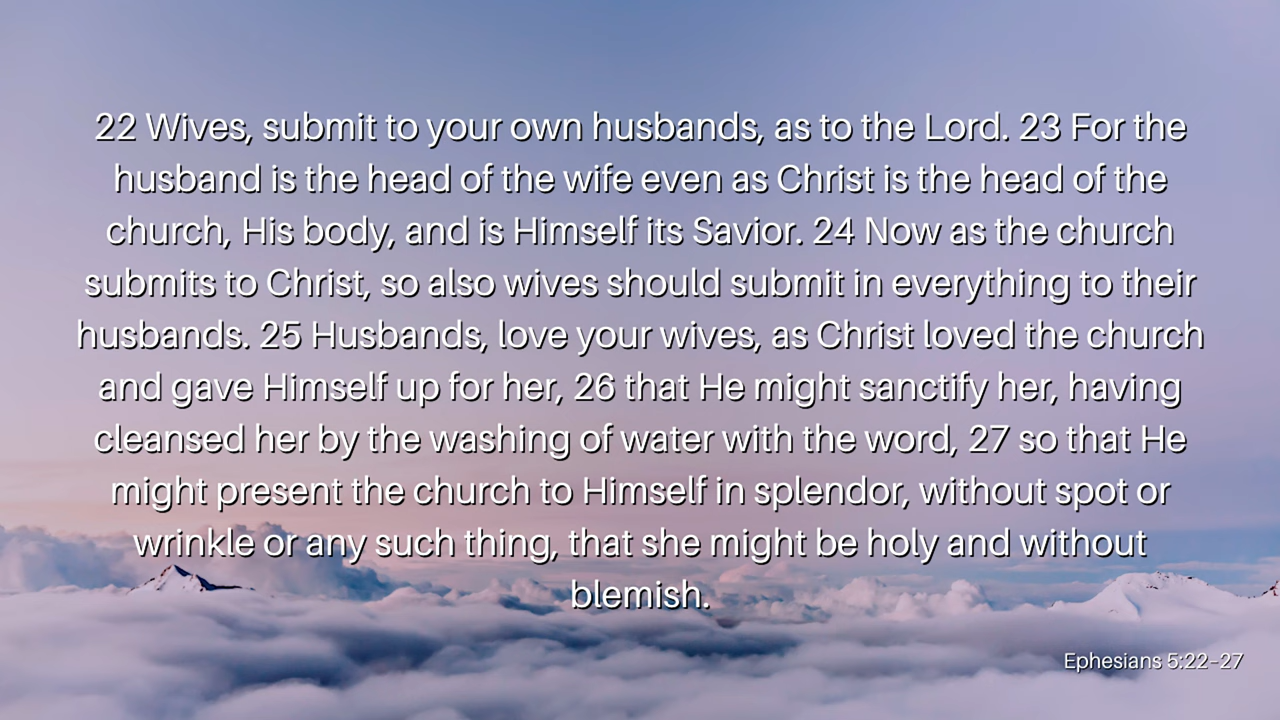 22 Wives, submit to your own husbands, as to the Lord. 23 For the
husband is the head of the wife even as Christ is the head of the
church, His body, and is Himself its Savior. 24 Now as the church
submits to Christ, so also wives should submit in everything to their
husbands. 25 Husbands, love your wives, as Christ loved the church
and gave Himself up for her, 26 that He might sanctify her, having
cleansed her by the washing of water with the word, 27 so that He
might present the church to Himself in splendor, without spot or
wrinkle or any such thing, that she might be holy and without
blemish.
Ephesians 5:22–27